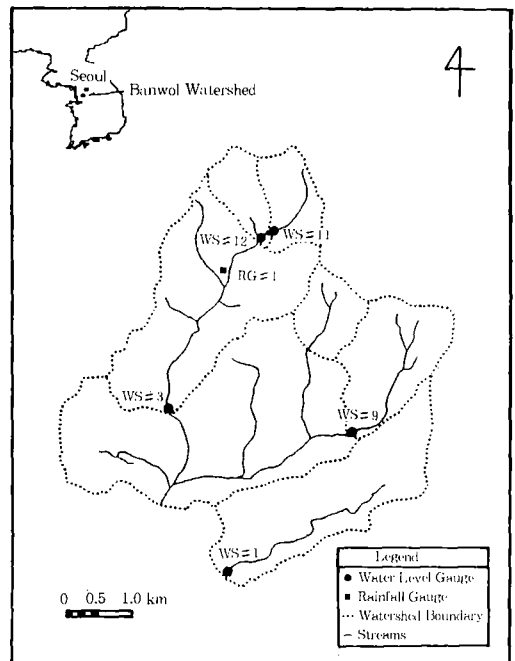 Seoul
Banwol Watershed
4
WS#12
WS#11
RG#1
WS#3
WS#9
WS#1
Legend
Water Level Gauge
Rainfall Gauge
Watershed Boundary
Streams
0 0.5 1.0 km